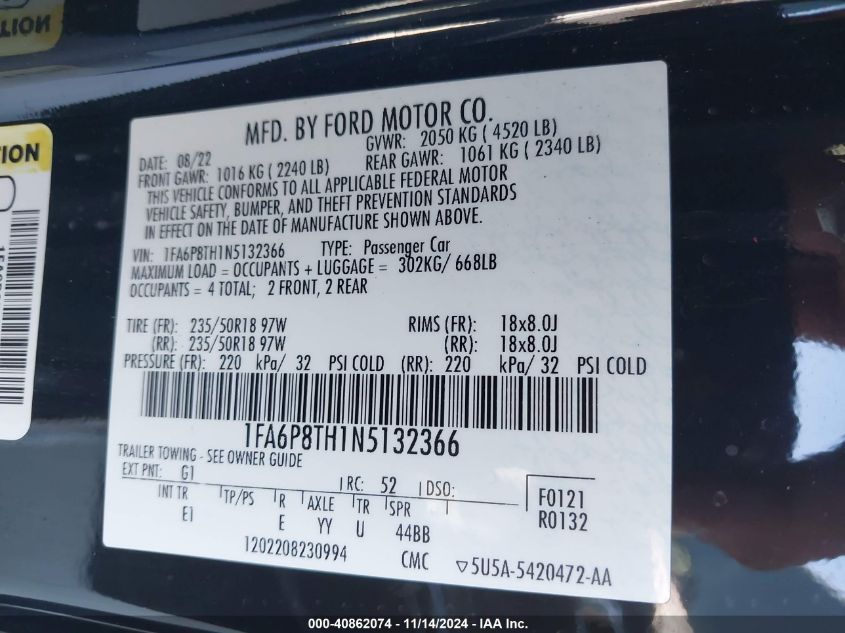 TION
MFD. BY FORD MOTOR CO.
DATE: 08/22 GVWR: 2050 KG ( 4520 LB)
FRONT GAWR: 1016 KG ( 2240 LB) REAR GAWR: 1061 KG ( 2340 LB)
THIS VEHICLE CONFORMS TO ALL APPLICABLE FEDERAL MOTOR
VEHICLE SAFETY, BUMPER, AND THEFT PREVENTION STANDARDS
IN EFFECT ON THE DATE OF MANUFACTURE SHOWN ABOVE.
VIN: 1FA6P8TH1N5132366 TYPE: Passenger Car
MAXIMUM LOAD = OCCUPANTS + LUGGAGE = 302KG/ 668LB
OCCUPANTS = 4 TOTAL; 2 FRONT, 2 REAR
TIRE (FR): 235/50R18 97W RIMS (FR): 18x8.0J
(RR): 235/50R18 97W (RR): 18x8.0J
PRESSURE (FR): 220 kPa/ 32 PSI COLD (RR): 220 kPa/ 32 PSI COLD
1FA6P8TH1N5132366
TRAILER TOWING - SEE OWNER GUIDE
EXT PNT: G1 RC: 52 DSO:
INT TR TP/PS R AXLE TR SPR
E1 E YY U 44BB
F0121
R0132
1202208230994 CMC ▽5U5A-5420472-AA
000-40862074 - 11/14/2024 - IAA Inc.